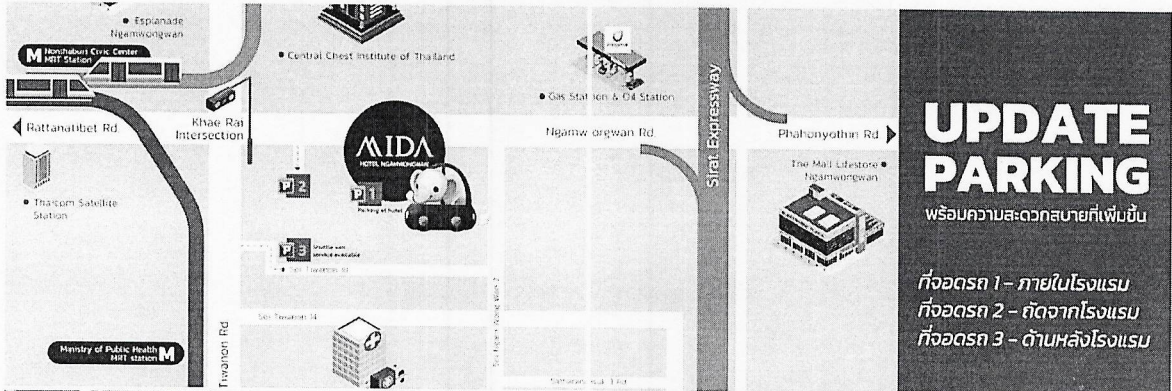 Esplanade
Ngamwongwan
M Nonthaburi Civic Center
MRT Station
Central Chest Institute of Thailand
Gas Station & Oil Station
Rattanatibet Rd.
Khae Rai
Intersection
MIDA
HOTEL NGAMWONGWAN
Ngamwongwan Rd.
Sirat Expressway
Phahonyothin Rd
The Mall Lifestore
Ngamwongwan
Thaicom Satellite
Station
P 2
P 1
Parking at hotel
P 3
Shuttle van
service available
Soi Tiwanon 14
Tiwanon Rd
Ministry of Public Health
MRT station M
UPDATE
PARKING
พร้อมความสะดวกสบายที่เพิ่มขึ้น
ที่จอดรถ 1 - ภายในโรงแรม
ที่จอดรถ 2 - ถัดจากโรงแรม
ที่จอดรถ 3 - ด้านหลังโรงแรม